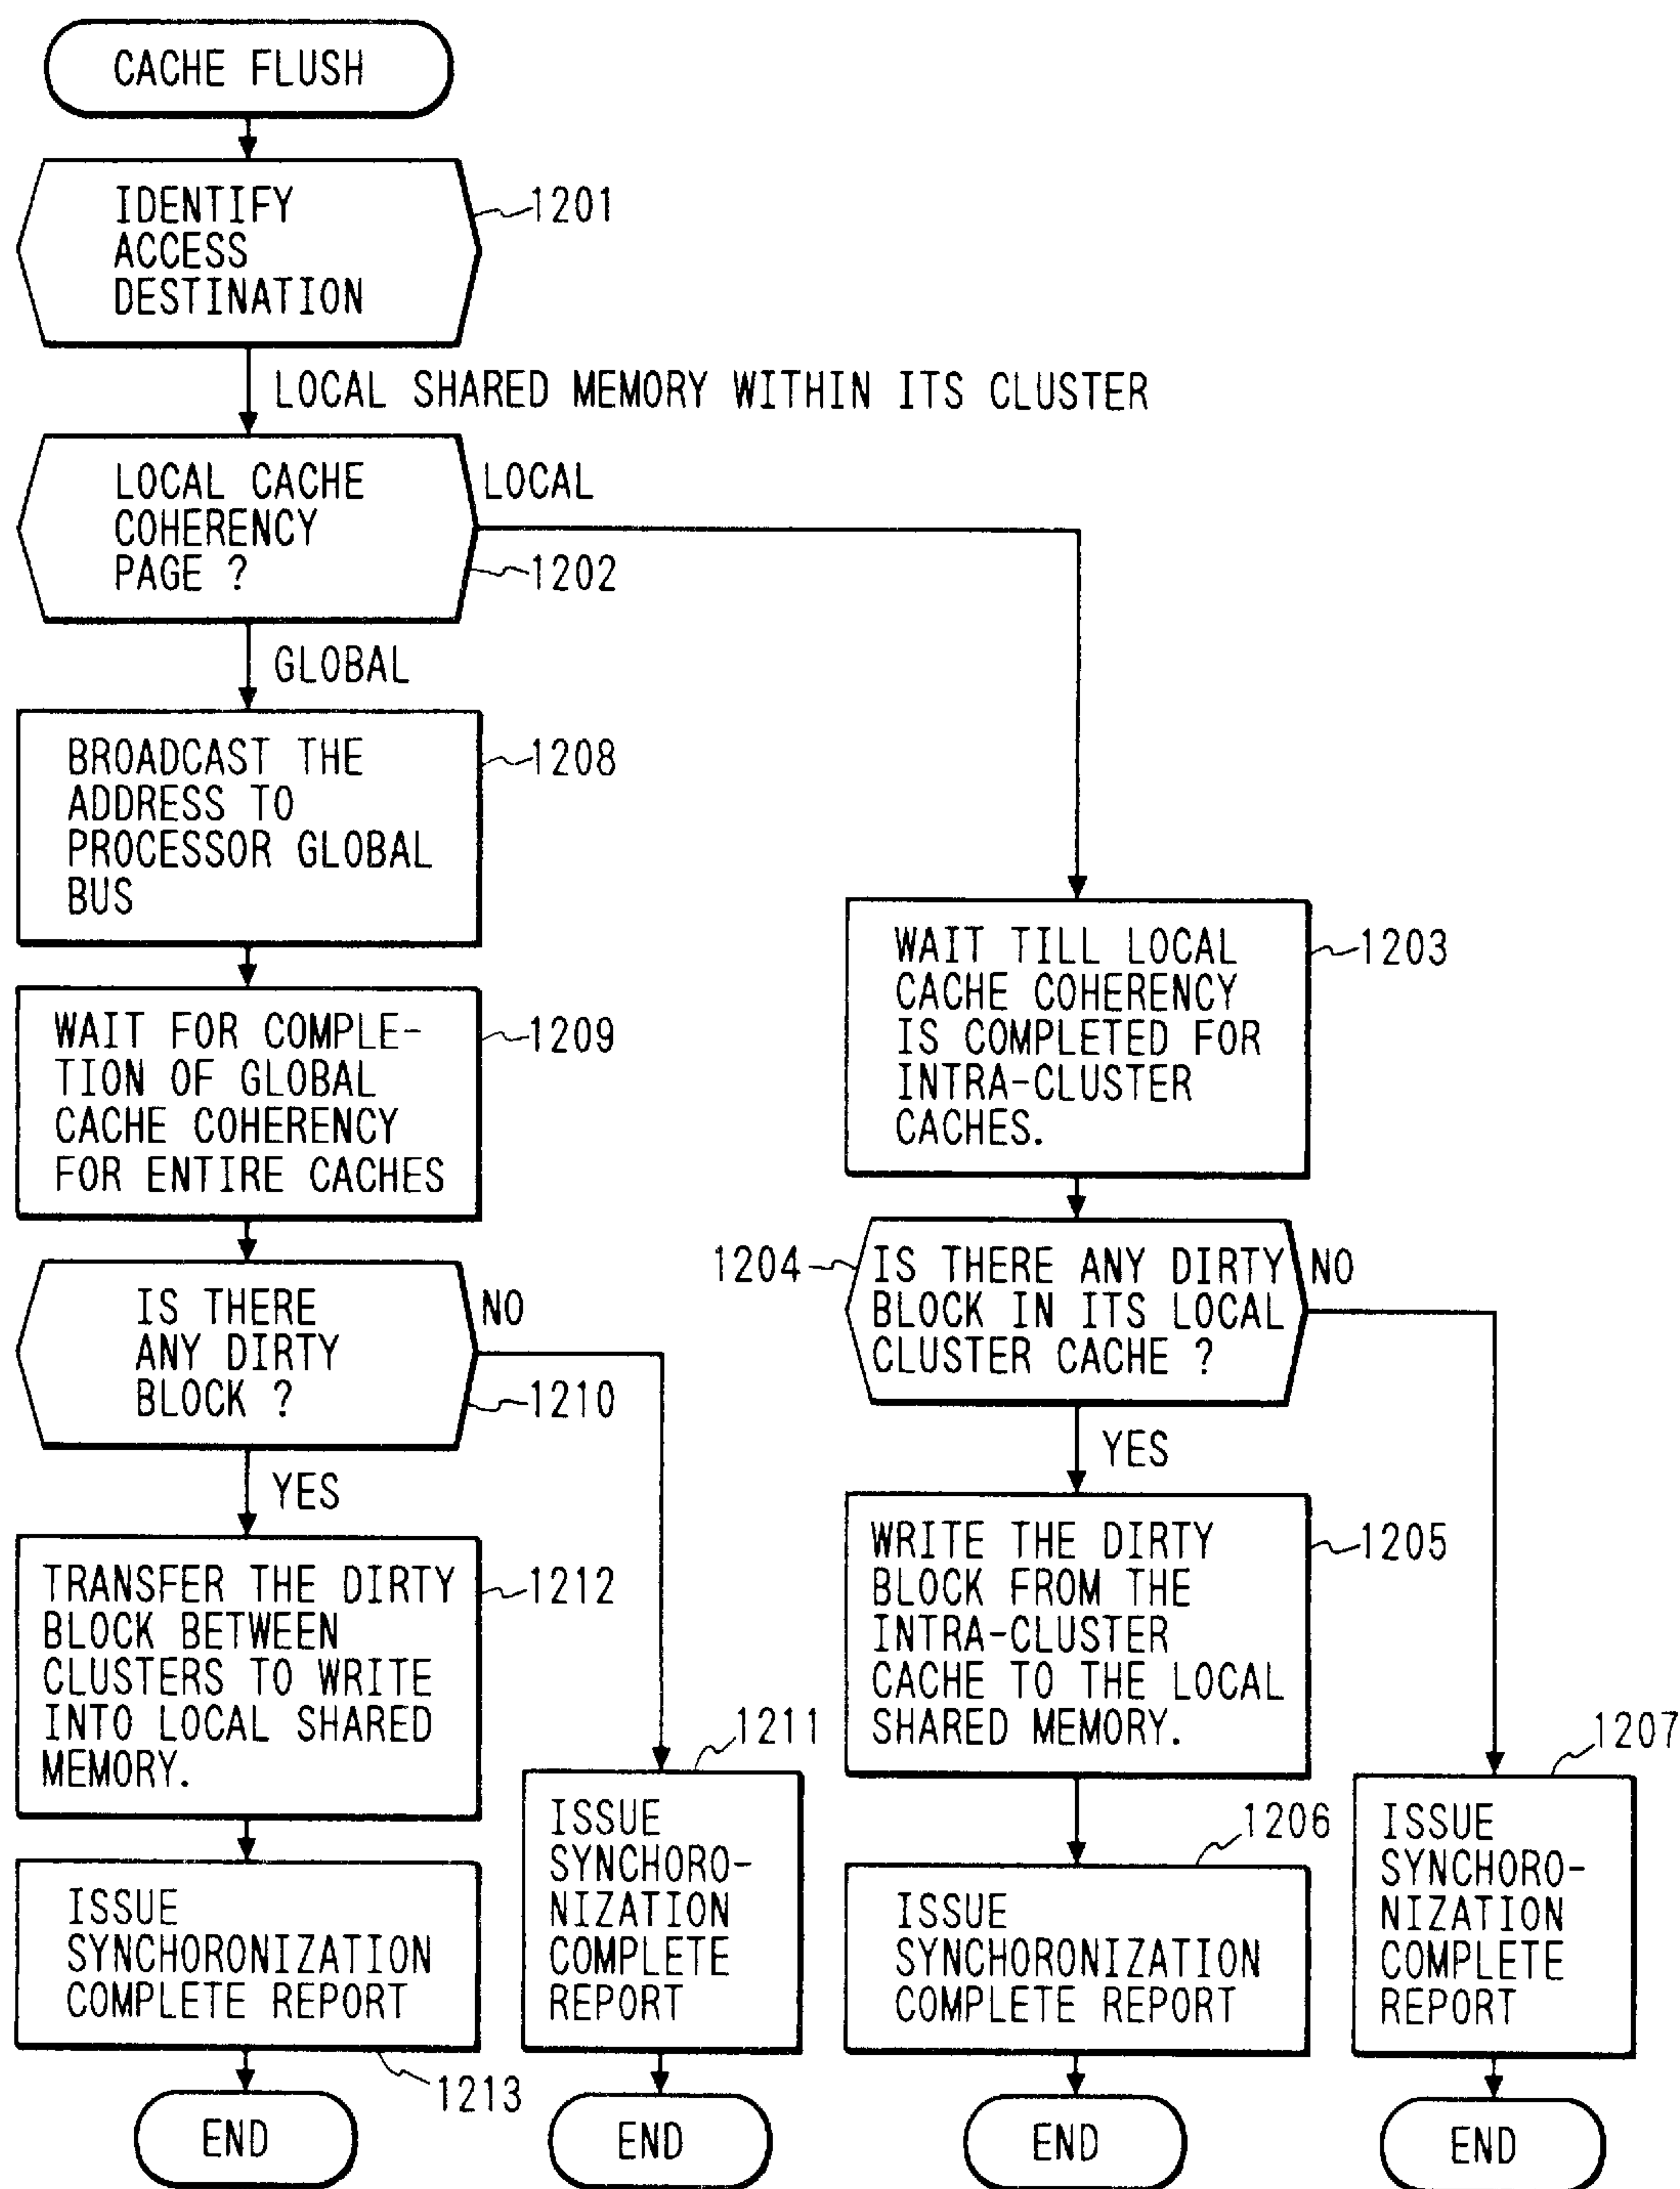 CACHE FLUSH
IDENTIFY
ACCESS
DESTINATION
1201
LOCAL SHARED MEMORY WITHIN ITS CLUSTER
LOCAL CACHE
COHERENCY
PAGE ?
LOCAL
1202
GLOBAL
BROADCAST THE
ADDRESS TO
PROCESSOR GLOBAL
BUS
1208
WAIT FOR COMPLE-
TION OF GLOBAL
CACHE COHERENCY
FOR ENTIRE CACHES
1209
IS THERE
ANY DIRTY
BLOCK ?
NO
1210
YES
TRANSFER THE DIRTY
BLOCK BETWEEN
CLUSTERS TO WRITE
INTO LOCAL SHARED
MEMORY.
1212
ISSUE
SYNCHORONIZATION
COMPLETE REPORT
1213
END
1211
ISSUE
SYNCHORO-
NIZATION
COMPLETE
REPORT
END
WAIT TILL LOCAL
CACHE COHERENCY
IS COMPLETED FOR
INTRA-CLUSTER
CACHES.
1203
1204
IS THERE ANY DIRTY
BLOCK IN ITS LOCAL
CLUSTER CACHE ?
NO
YES
WRITE THE DIRTY
BLOCK FROM THE
INTRA-CLUSTER
CACHE TO THE LOCAL
SHARED MEMORY.
1205
1206
ISSUE
SYNCHORONIZATION
COMPLETE REPORT
END
1207
ISSUE
SYNCHORO-
NIZATION
COMPLETE
REPORT
END